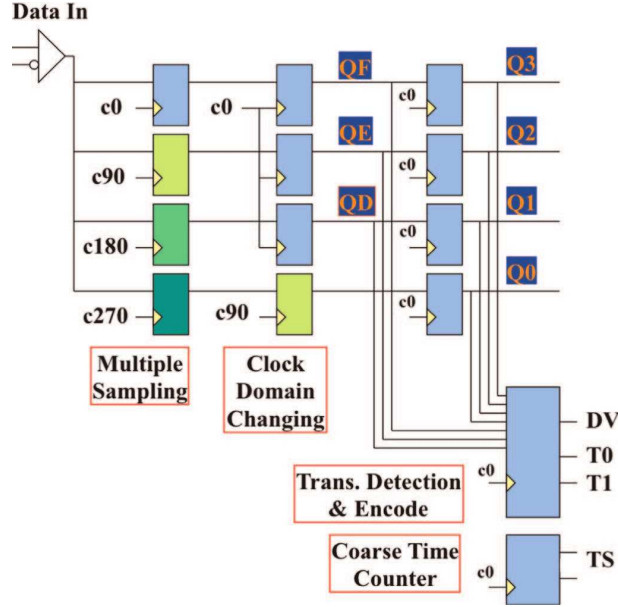 Data In
QF
Q3
c0
c0
c0
QE
Q2
c90
c0
QD
Q1
c180
c0
Q0
c270
c90
c0
Multiple
Sampling
Clock
Domain
Changing
DV
T0
Trans. Detection
& Encode
c0
T1
Coarse Time
Counter
c0
TS